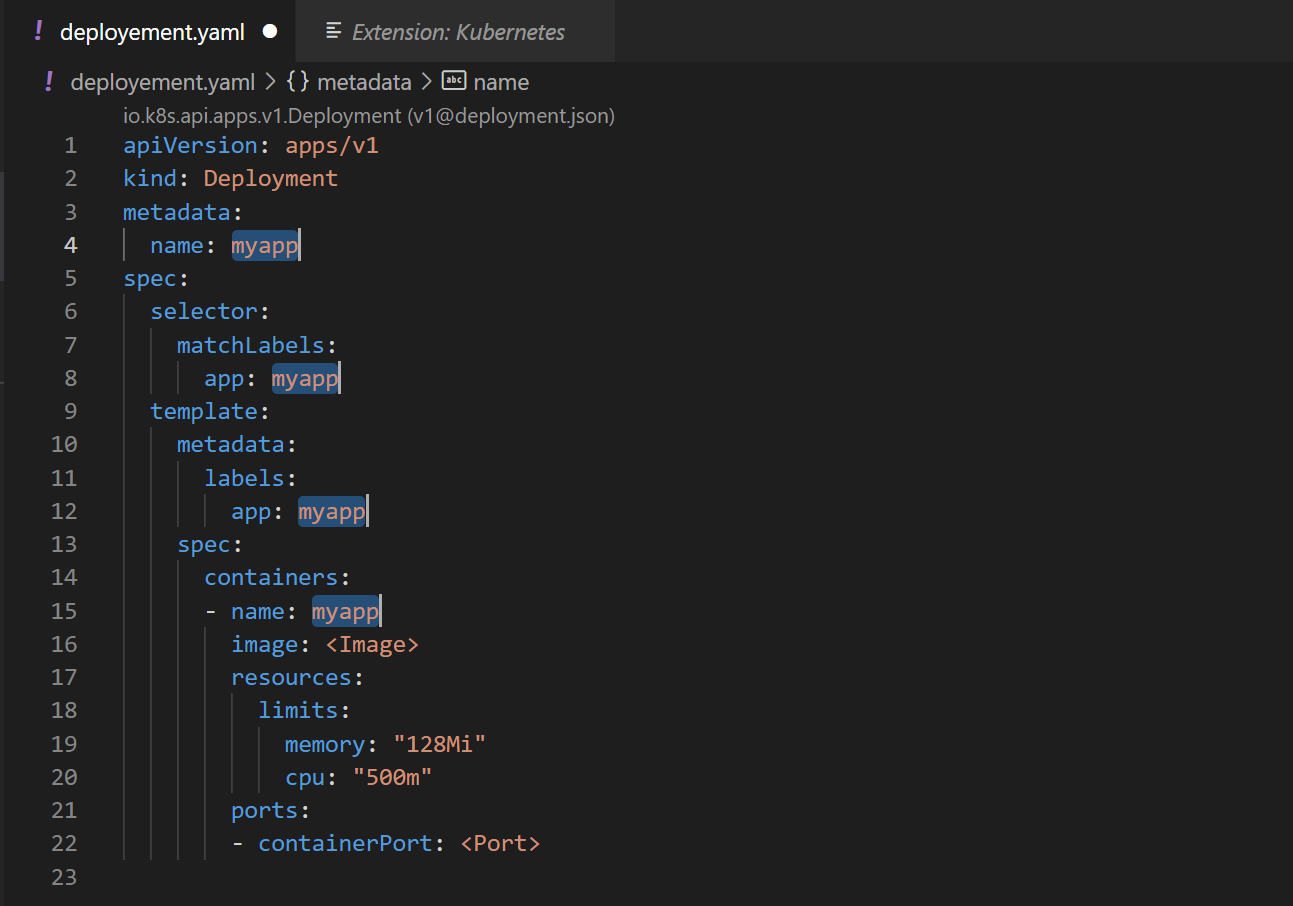 ! deployement.yaml ● Extension: Kubernetes
! deployement.yaml > {} metadata > abc name
io.k8s.api.apps.v1.Deployment (v1@deployment.json)
1 apiVersion: apps/v1
2 kind: Deployment
3 metadata:
4   name: myapp
5 spec:
6   selector:
7     matchLabels:
8       app: myapp
9   template:
10     metadata:
11       labels:
12         app: myapp
13     spec:
14       containers:
15       - name: myapp
16         image: <Image>
17         resources:
18           limits:
19             memory: "128Mi"
20             cpu: "500m"
21         ports:
22         - containerPort: <Port>
23